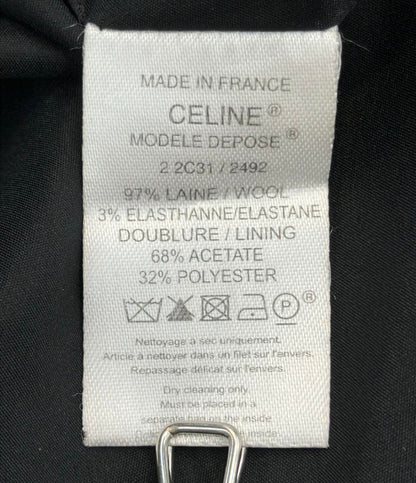 MADE IN FRANCE
CELINE®
MODELE DEPOSE®
2 2C31 / 2492
97% LAINE / WOOL
3% ELASTHANNE/ELASTANE
DOUBLURE / LINING
68% ACETATE
32% POLYESTER
P ®
Nettoyage à sec uniquement.
Article à nettoyer dans un filet sur l'envers.
Repassage délicat sur l'envers.
Dry cleaning only.
Must be placed in a
separate bag on the inside
the inside.